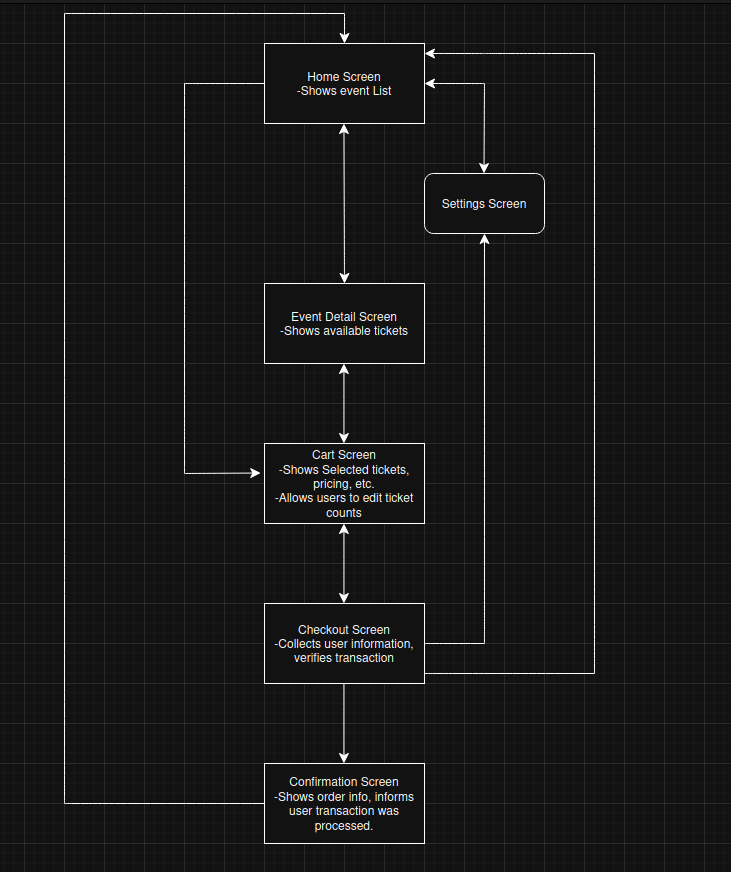 Home Screen
-Shows event List
Settings Screen
Event Detail Screen
-Shows available tickets
Cart Screen
-Shows Selected tickets,
pricing, etc.
-Allows users to edit ticket
counts
Checkout Screen
-Collects user information,
verifies transaction
Confirmation Screen
-Shows order info, informs
user transaction was
processed.